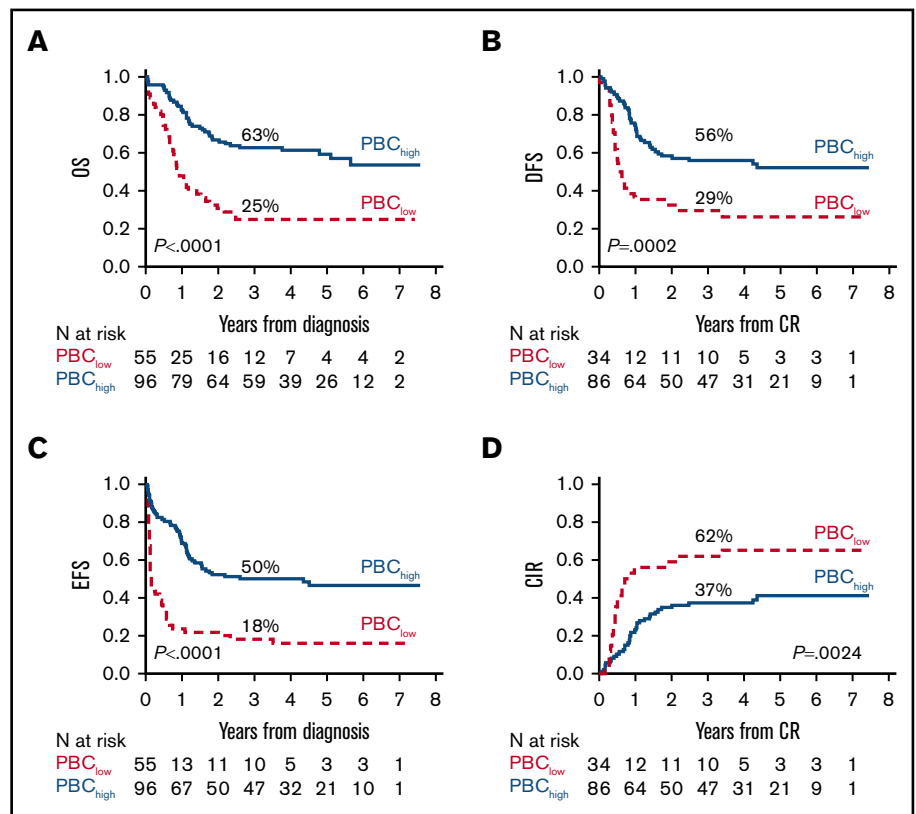 A
OS
1.0
0.8
0.6
0.4
0.2
0.0
63%
PBChigh
25%
PBClow
P<.0001
0 1 2 3 4 5 6 7 8
Years from diagnosis
N at risk
PBClow 55 25 16 12 7 4 4 2
PBChigh 96 79 64 59 39 26 12 2
B
DFS
1.0
0.8
0.6
0.4
0.2
0.0
56%
PBChigh
29%
PBClow
P=.0002
0 1 2 3 4 5 6 7 8
Years from CR
N at risk
PBClow 34 12 11 10 5 3 3 1
PBChigh 86 64 50 47 31 21 9 1
C
EFS
1.0
0.8
0.6
0.4
0.2
0.0
50%
PBChigh
18%
PBClow
P<.0001
0 1 2 3 4 5 6 7 8
Years from diagnosis
N at risk
PBClow 55 13 11 10 5 3 3 1
PBChigh 96 67 50 47 32 21 10 1
D
CIR
1.0
0.8
0.6
0.4
0.2
0.0
62%
PBClow
37%
PBChigh
P=.0024
0 1 2 3 4 5 6 7 8
Years from CR
N at risk
PBClow 34 12 11 10 5 3 3 1
PBChigh 86 64 50 47 31 21 9 1